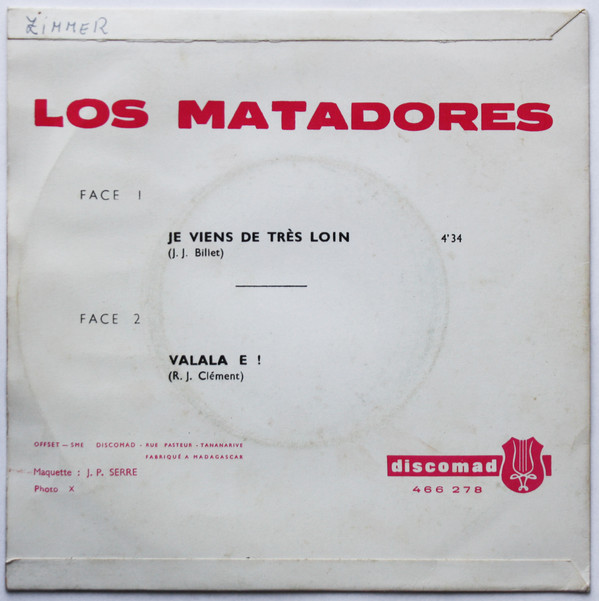 ZIMMER
LOS MATADORES
FACE 1
JE VIENS DE TRÈS LOIN 4'34
(J. J. Billet)
FACE 2
VALALA E !
(R. J. Clément)
OFFSET — SME DISCOMAD - RUE PASTEUR - TANANARIVE
FABRIQUÉ A MADAGASCAR
Maquette : J. P. SERRE
Photo X
discomad
466 278